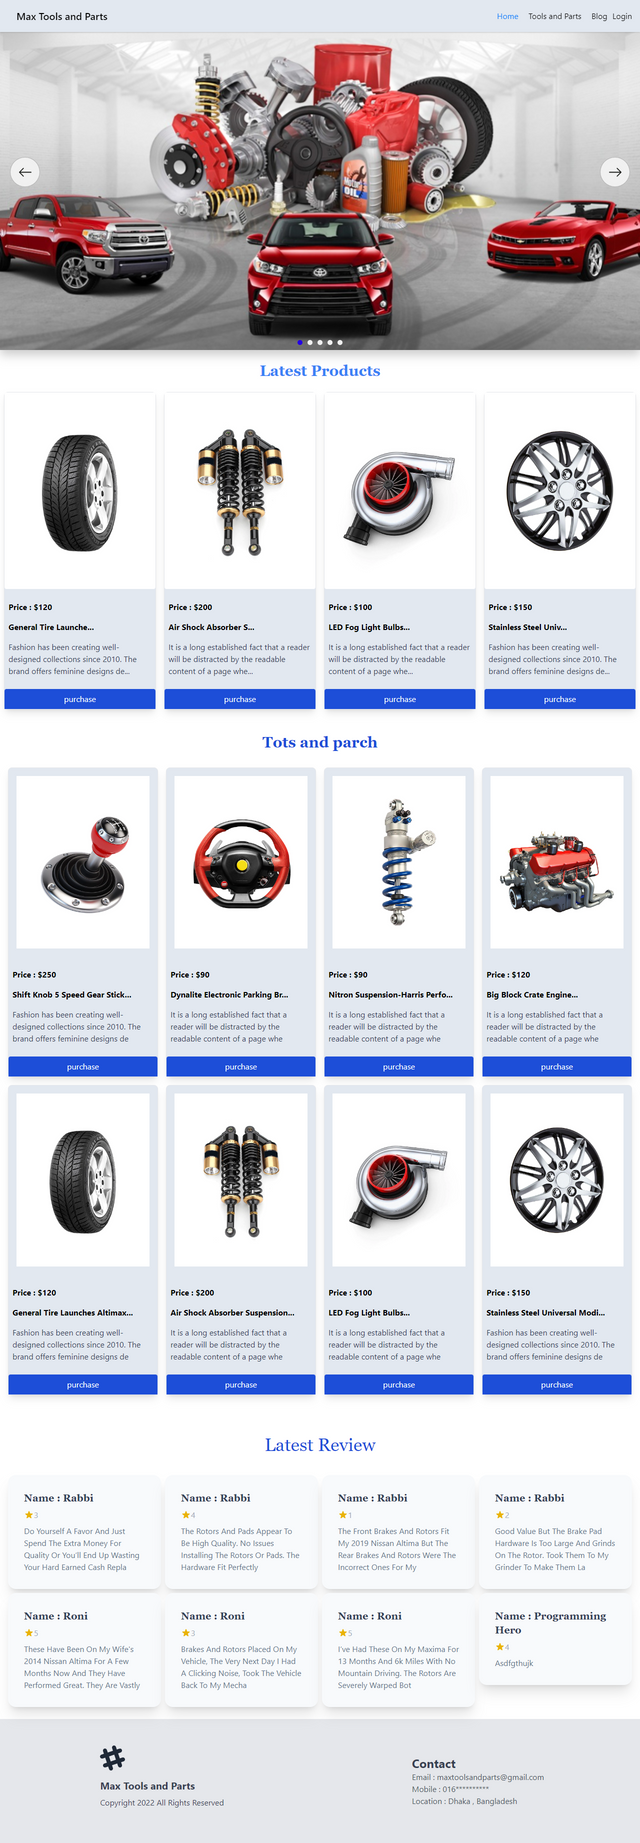 Max Tools and Parts
Home Tools and Parts Blog Login
OIL
Latest Products
Price : $120
General Tire Launche...
Fashion has been creating well-
designed collections since 2010. The
brand offers feminine designs de...
purchase
Price : $200
Air Shock Absorber S...
It is a long established fact that a reader
will be distracted by the readable
content of a page whe...
purchase
Price : $100
LED Fog Light Bulbs...
It is a long established fact that a reader
will be distracted by the readable
content of a page whe...
purchase
Price : $150
Stainless Steel Univ...
Fashion has been creating well-
designed collections since 2010. The
brand offers feminine designs de...
purchase
Tots and parch
Price : $250
Shift Knob 5 Speed Gear Stick...
Fashion has been creating well-
designed collections since 2010. The
brand offers feminine designs de
purchase
Price : $90
Dynalite Electronic Parking Br...
It is a long established fact that a
reader will be distracted by the
readable content of a page whe
purchase
Price : $90
Nitron Suspension-Harris Perfo...
It is a long established fact that a
reader will be distracted by the
readable content of a page whe
purchase
Price : $120
Big Block Crate Engine...
It is a long established fact that a
reader will be distracted by the
readable content of a page whe
purchase
Price : $120
General Tire Launches Altimax...
Fashion has been creating well-
designed collections since 2010. The
brand offers feminine designs de
purchase
Price : $200
Air Shock Absorber Suspension...
It is a long established fact that a
reader will be distracted by the
readable content of a page whe
purchase
Price : $100
LED Fog Light Bulbs...
It is a long established fact that a
reader will be distracted by the
readable content of a page whe
purchase
Price : $150
Stainless Steel Universal Modi...
Fashion has been creating well-
designed collections since 2010. The
brand offers feminine designs de
purchase
Latest Review
Name : Rabbi
3
Do Yourself A Favor And Just
Spend The Extra Money For
Quality Or You'll End Up Wasting
Your Hard Earned Cash Repla
Name : Rabbi
4
The Rotors And Pads Appear To
Be High Quality. No Issues
Installing The Rotors Or Pads. The
Hardware Fit Perfectly
Name : Rabbi
1
The Front Brakes And Rotors Fit
My 2019 Nissan Altima But The
Rear Brakes And Rotors Were The
Incorrect Ones For My
Name : Rabbi
2
Good Value But The Brake Pad
Hardware Is Too Large And Grinds
On The Rotor. Took Them To My
Grinder To Make Them La
Name : Roni
5
These Have Been On My Wife's
2014 Nissan Altima For A Few
Months Now And They Have
Performed Great. They Are Vastly
Name : Roni
3
Brakes And Rotors Placed On My
Vehicle, The Very Next Day I Had
A Clicking Noise, Took The Vehicle
Back To My Mecha
Name : Roni
5
I've Had These On My Maxima For
13 Months And 6k Miles With No
Mountain Driving. The Rotors Are
Severely Warped Bot
Name : Programming
Hero
4
Asdfgthujk
Max Tools and Parts
Copyright 2022 All Rights Reserved
Contact
Email : maxtoolsandparts@gmail.com
Mobile : 016**********
Location : Dhaka , Bangladesh